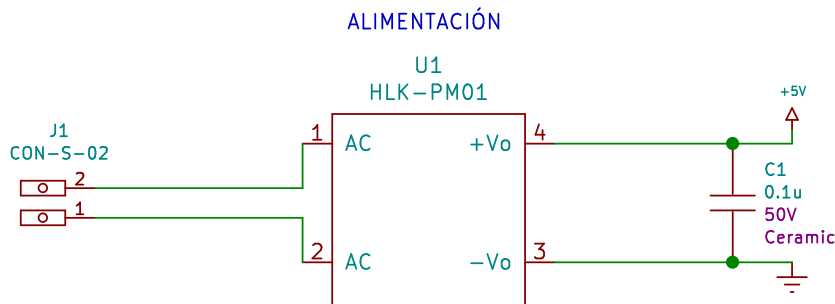 ALIMENTACIÓN
U1
HLK-PM01
J1
CON-S-02
2
1
1 AC
2 AC
+Vo 4
-Vo 3
+5V
C1
0.1u
50V
Ceramic